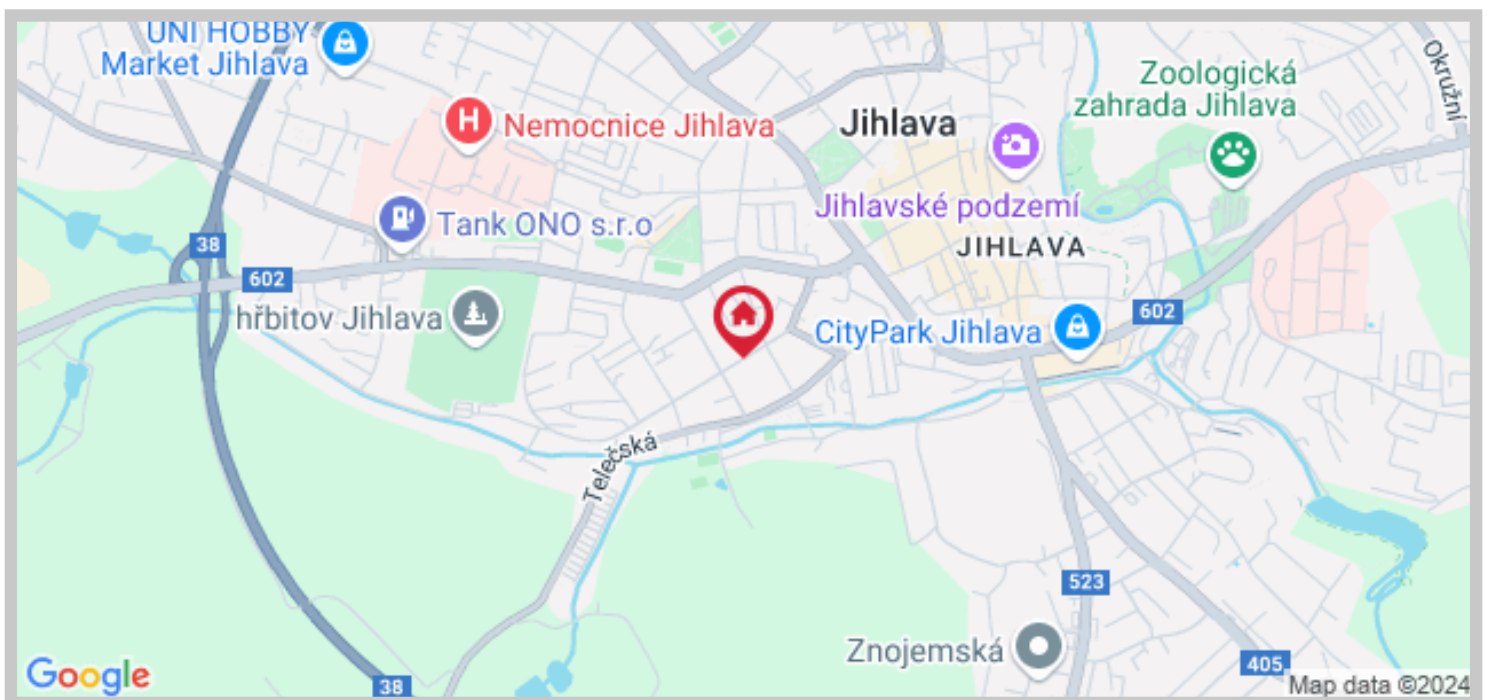 UNI HOBBY
Market Jihlava
Okružní
Zoologická
zahrada Jihlava
H
Nemocnice Jihlava
Jihlava
Jihlavské podzemí
Tank ONO s.r.o
38
JIHLAVA
602
hřbitov Jihlava
602
CityPark Jihlava
Telečská
523
Znojemská
405
Google
38
Map data ©2024